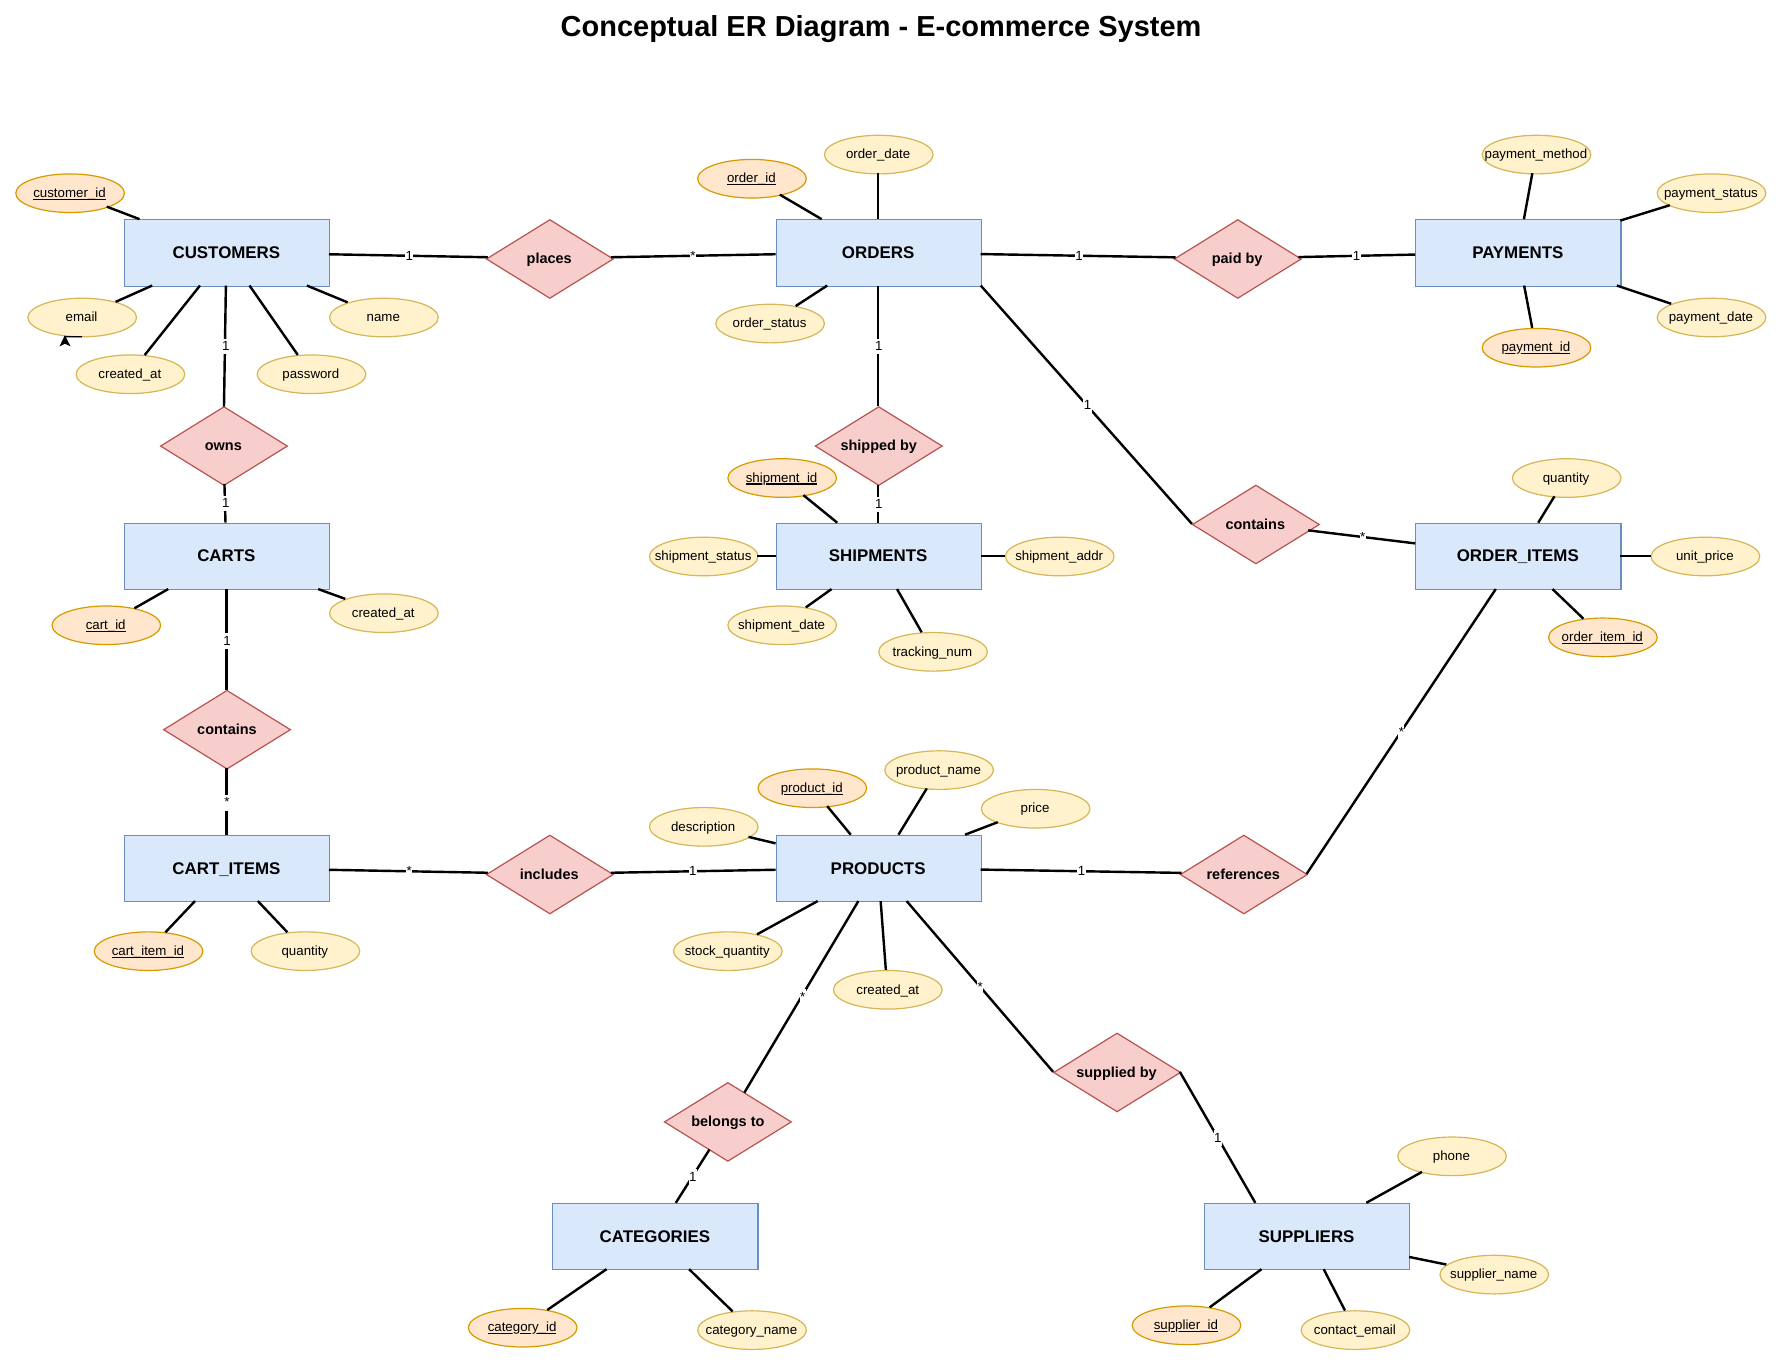 Conceptual ER Diagram - E-commerce System
order_date
payment_method
order_id
customer_id
payment_status
CUSTOMERS
1
places
*
ORDERS
1
paid by
1
PAYMENTS
email
name
order_status
payment_date
1
1
payment_id
created_at
password
1
owns
shipped by
shipment_id
quantity
1
1
contains
*
CARTS
shipment_status
SHIPMENTS
shipment_addr
ORDER_ITEMS
unit_price
cart_id
created_at
shipment_date
order_item_id
1
tracking_num
contains
*
product_name
product_id
*
price
description
CART_ITEMS
*
includes
1
PRODUCTS
1
references
cart_item_id
quantity
stock_quantity
created_at
*
*
supplied by
belongs to
1
phone
1
CATEGORIES
SUPPLIERS
supplier_name
category_id
category_name
supplier_id
contact_email